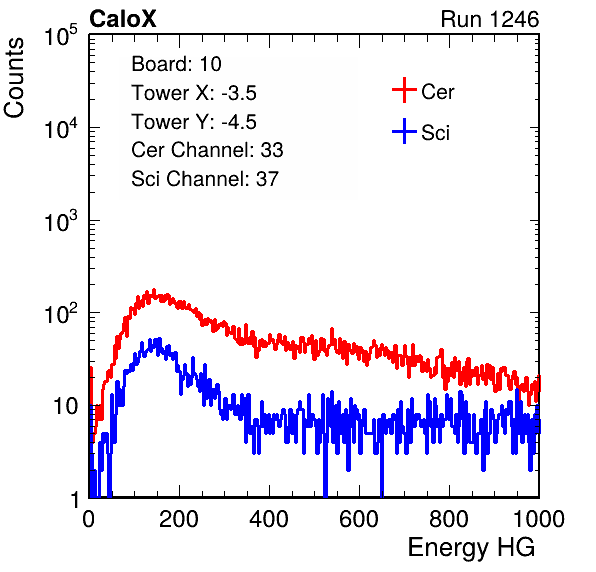 CaloX Run 1246
Counts
Board: 10
Tower X: -3.5
Tower Y: -4.5
Cer Channel: 33
Sci Channel: 37
Cer
Sci
10^5
10^4
10^3
10^2
10
1
0 200 400 600 800 1000
Energy HG